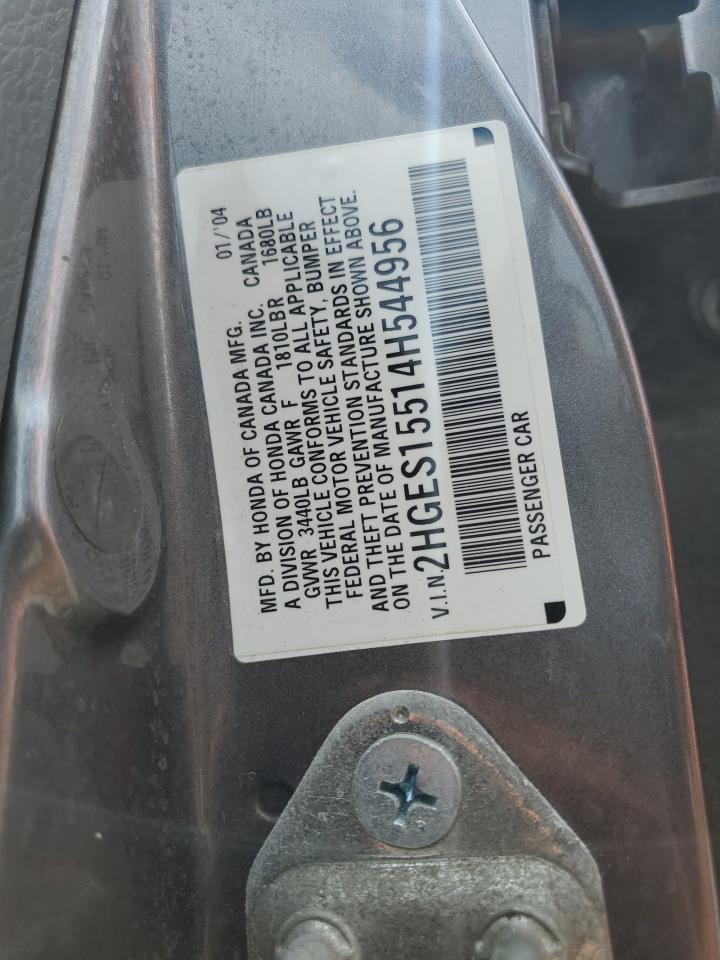 MFD. BY HONDA OF CANADA MFG. 01/'04
A DIVISION OF HONDA CANADA INC. CANADA
GVWR 3440LB GAWR F 1810LBR 1680LB
THIS VEHICLE CONFORMS TO ALL APPLICABLE
FEDERAL MOTOR VEHICLE SAFETY, BUMPER
AND THEFT PREVENTION STANDARDS IN EFFECT
ON THE DATE OF MANUFACTURE SHOWN ABOVE.
V.I.N. 2HGES15514H544956
PASSENGER CAR